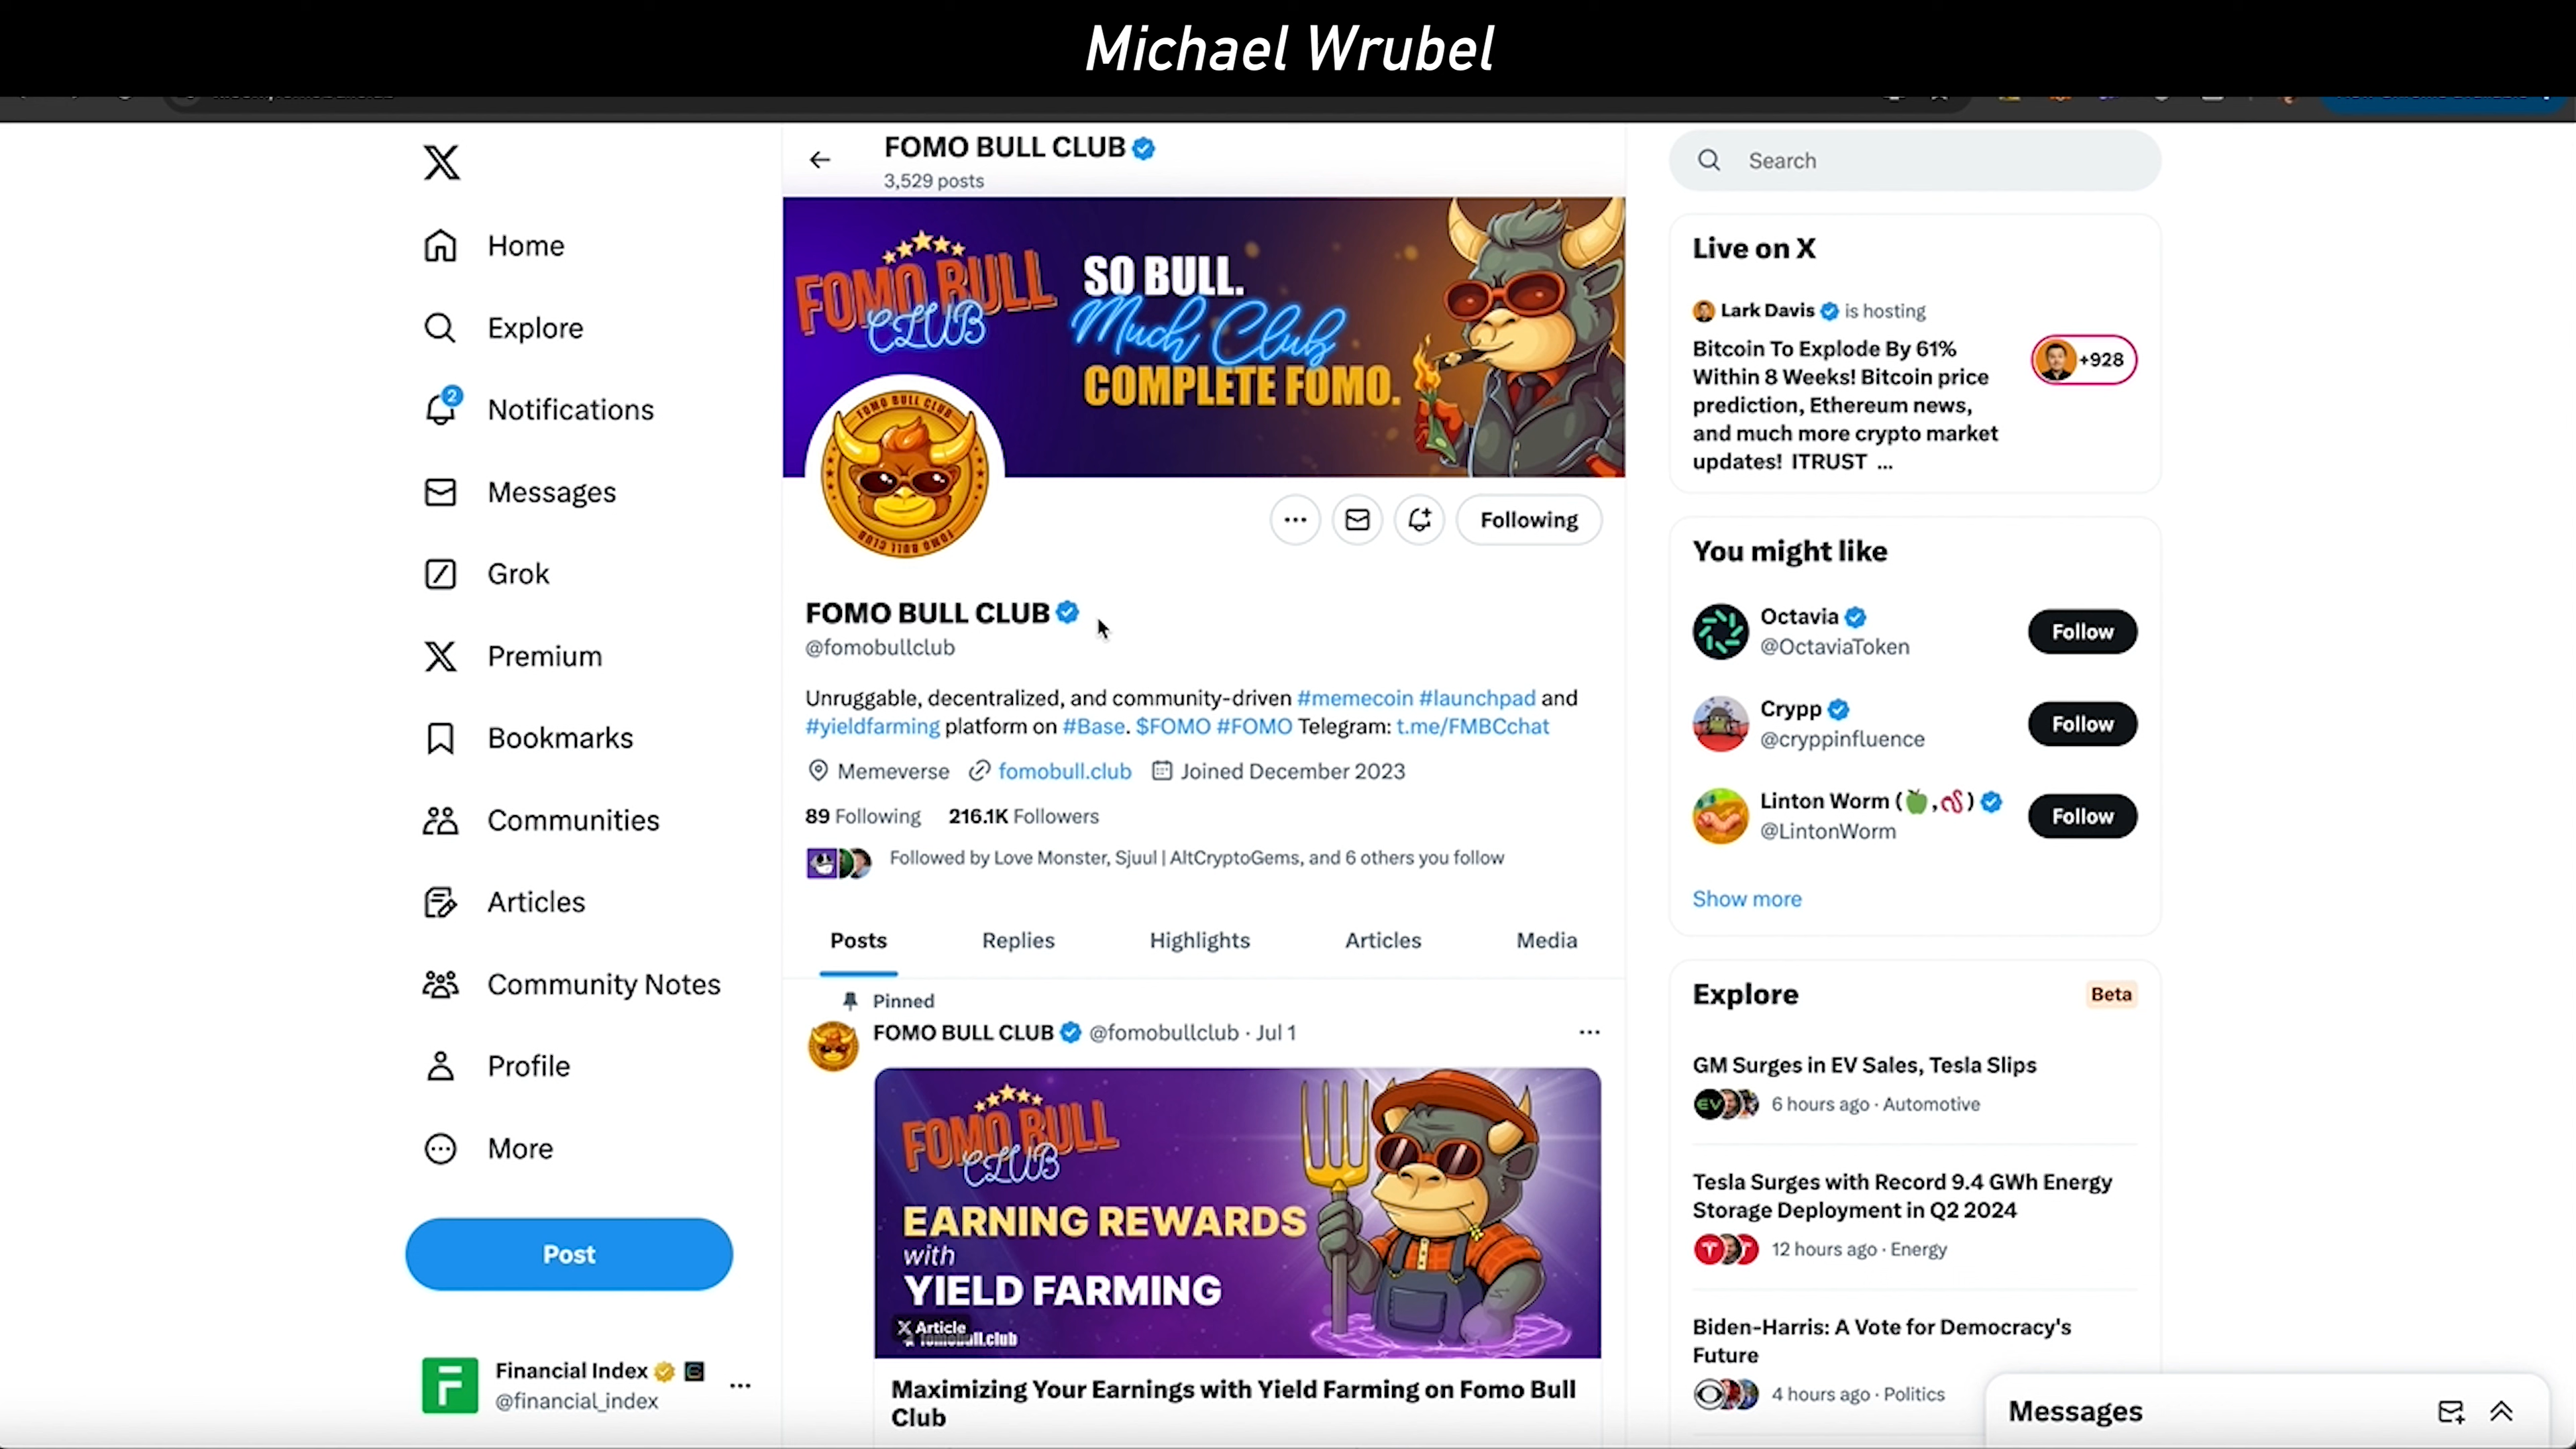 Michael Wrubel
FOMO BULL CLUB
3,529 posts
Search
Home
Explore
2
Notifications
Messages
Grok
Premium
Bookmarks
Communities
Articles
Community Notes
Profile
More
Post
Financial Index
@financial_index
FOMO BULL
CLUB
SO BULL.
Much Club
COMPLETE FOMO.
FOMO BULL CLUB
FOMO BULL CLUB
Following
FOMO BULL CLUB
@fomobullclub
Unruggable, decentralized, and community-driven #memecoin #launchpad and
#yieldfarming platform on #Base. $FOMO #FOMO Telegram: t.me/FMBCchat
Memeverse fomobull.club Joined December 2023
89 Following 216.1K Followers
Followed by Love Monster, Sjuul | AltCryptoGems, and 6 others you follow
Posts Replies Highlights Articles Media
Pinned
FOMO BULL CLUB @fomobullclub · Jul 1
FOMO BULL
CLUB
EARNING REWARDS
with
YIELD FARMING
Article
fomobull.club
Maximizing Your Earnings with Yield Farming on Fomo Bull
Club
Live on X
Lark Davis is hosting
Bitcoin To Explode By 61%
Within 8 Weeks! Bitcoin price
prediction, Ethereum news,
and much more crypto market
updates! ITRUST ...
+928
You might like
Octavia
@OctaviaToken
Follow
Crypp
@cryppinfluence
Follow
Linton Worm (🍏,🪱)
@LintonWorm
Follow
Show more
Explore
Beta
GM Surges in EV Sales, Tesla Slips
6 hours ago · Automotive
Tesla Surges with Record 9.4 GWh Energy
Storage Deployment in Q2 2024
12 hours ago · Energy
Biden-Harris: A Vote for Democracy's
Future
4 hours ago · Politics
Messages